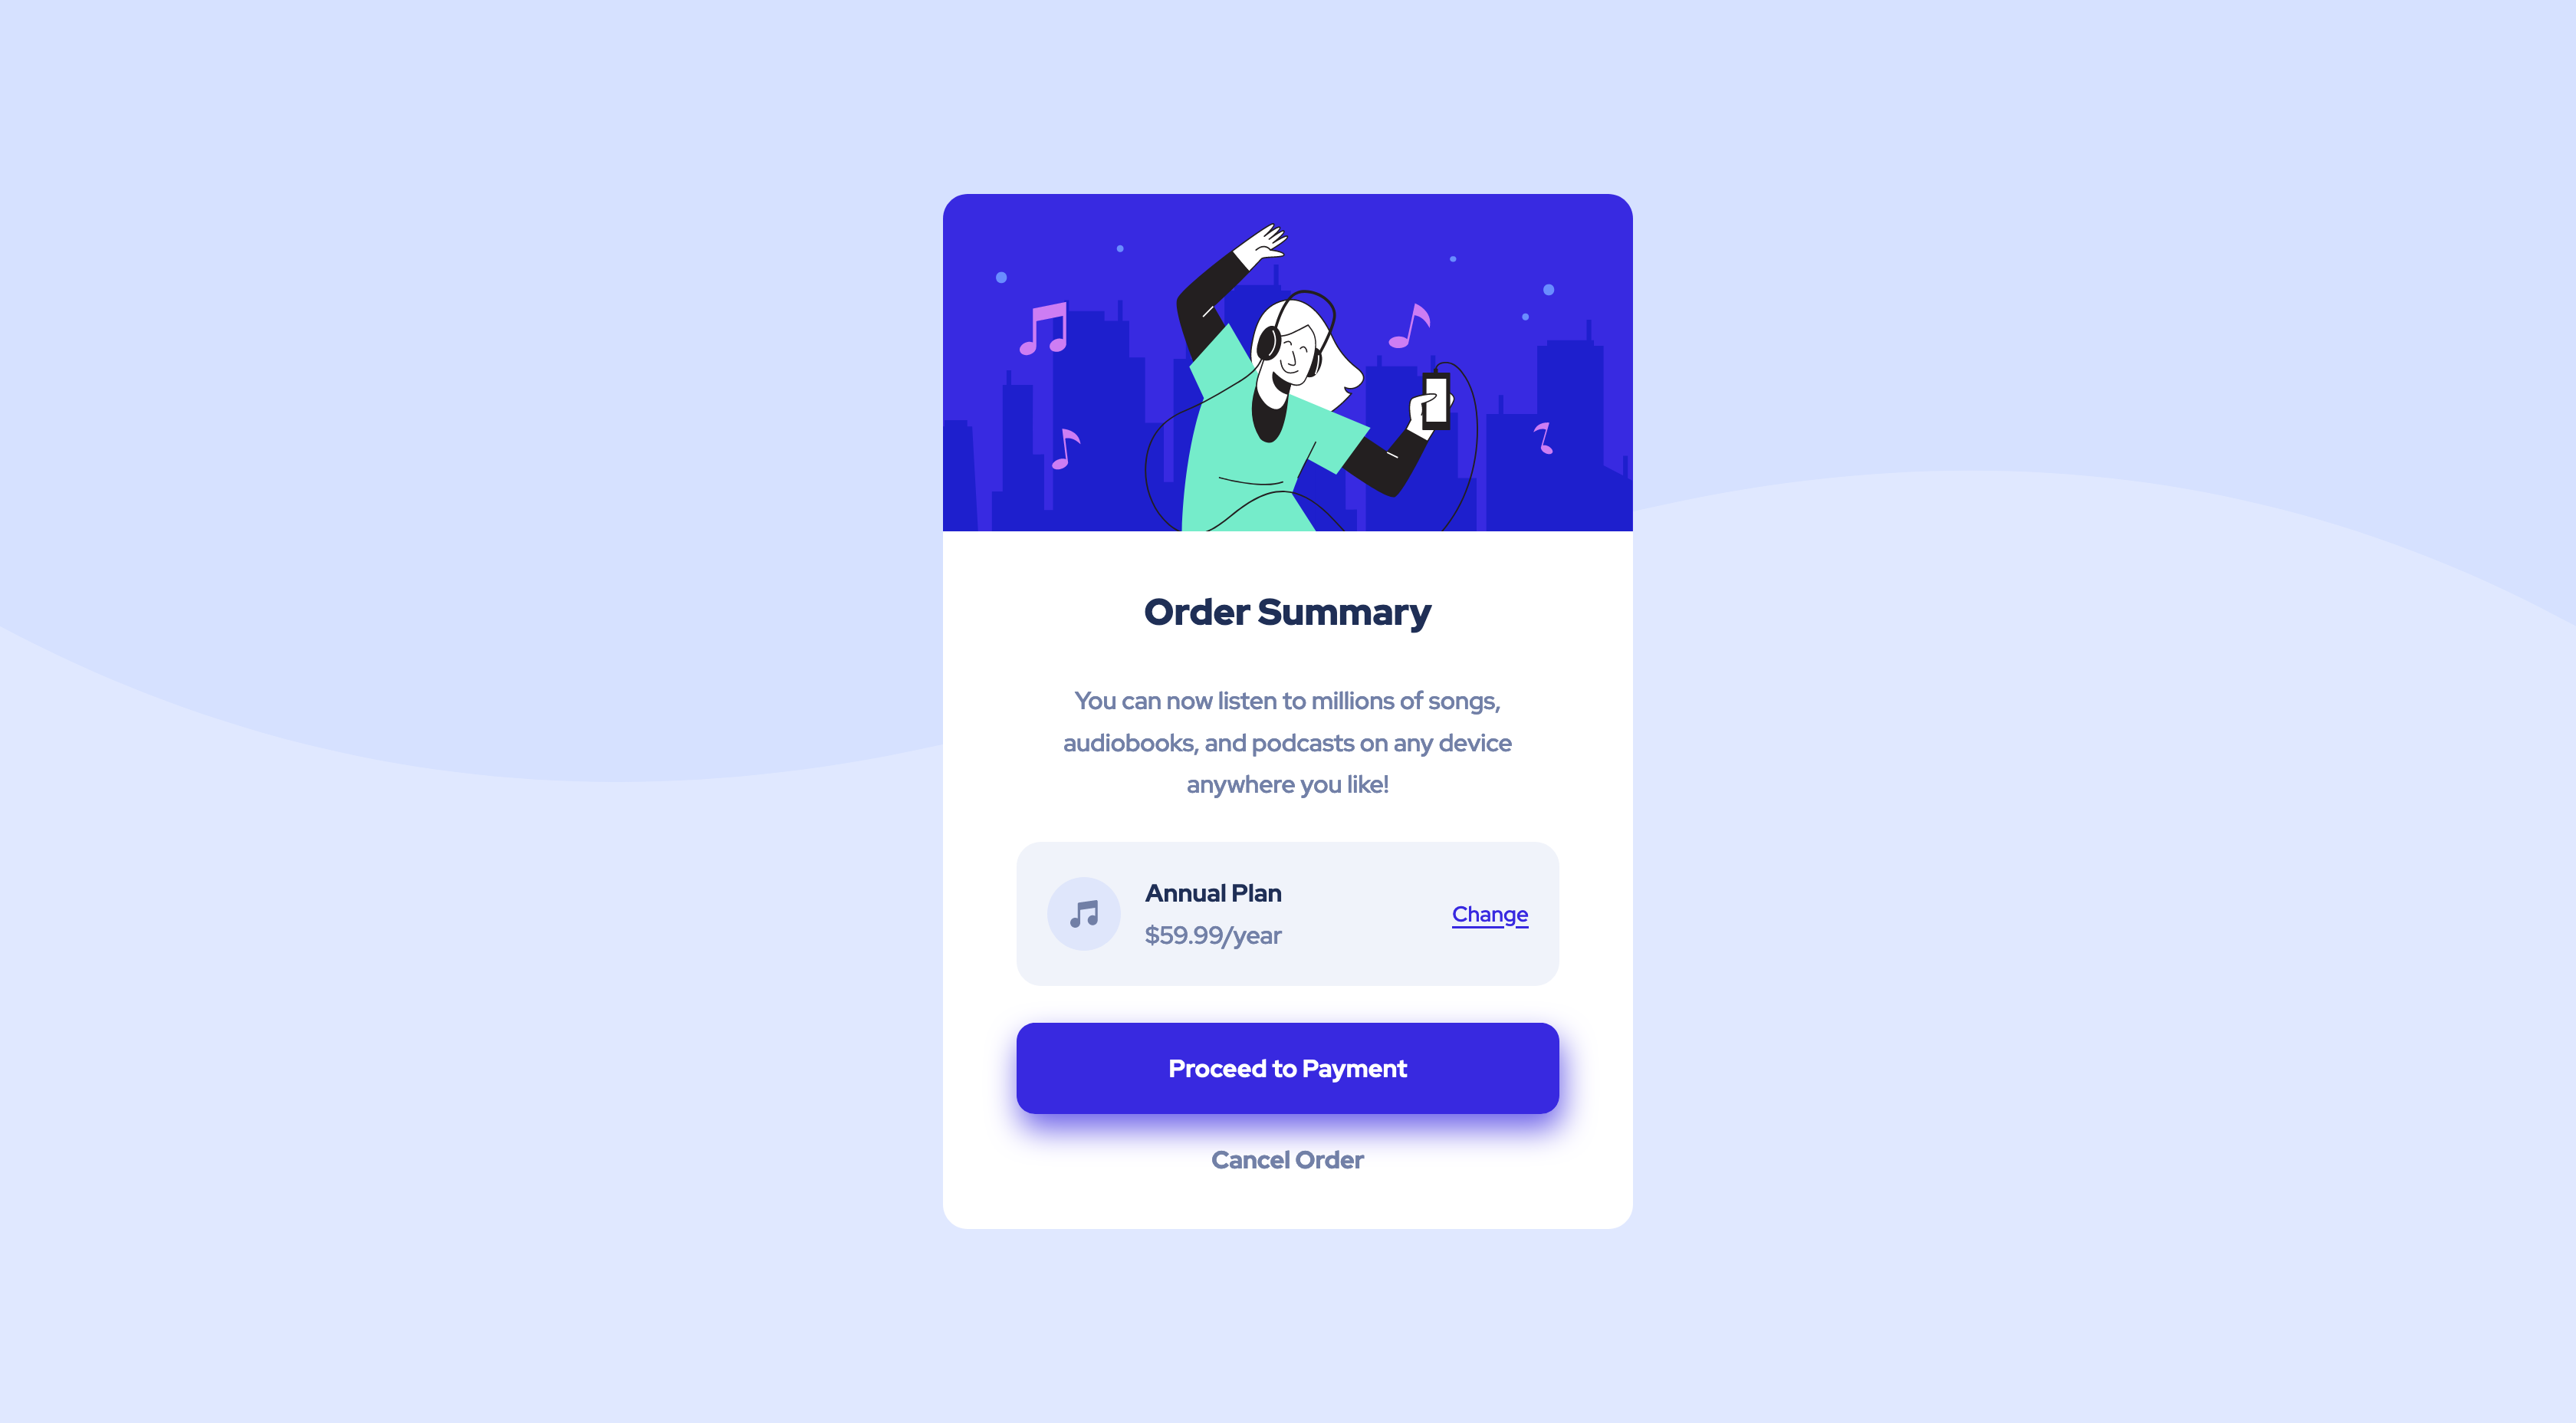 Order Summary
You can now listen to millions of songs,
audiobooks, and podcasts on any device
anywhere you like!
Annual Plan
$59.99/year
Change
Proceed to Payment
Cancel Order